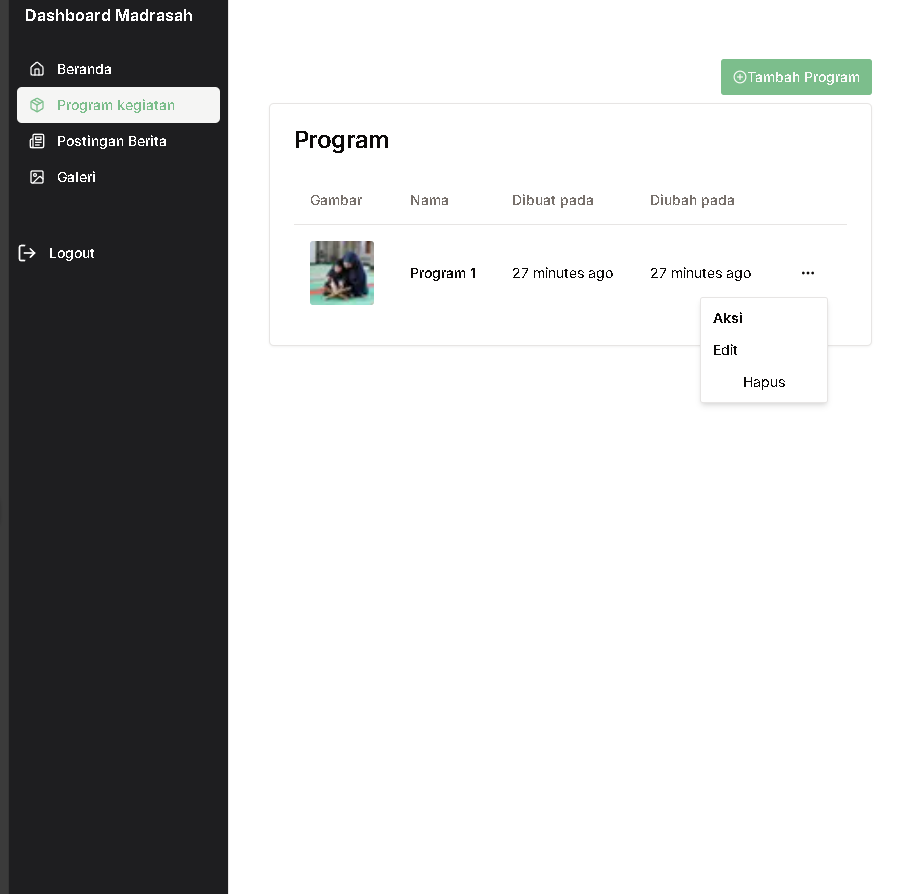 Dashboard Madrasah
Beranda
Program kegiatan
Postingan Berita
Galeri
Logout
Tambah Program
Program
Gambar Nama Dibuat pada Diubah pada
Program 1 27 minutes ago 27 minutes ago
Aksi
Edit
Hapus